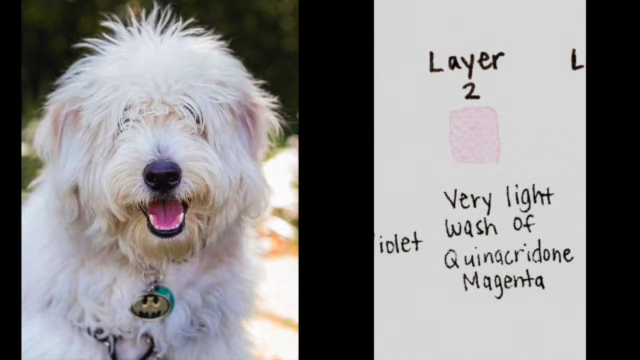 Layer
2
L
Very light
wash of
Quinacridone
Magenta
iolet